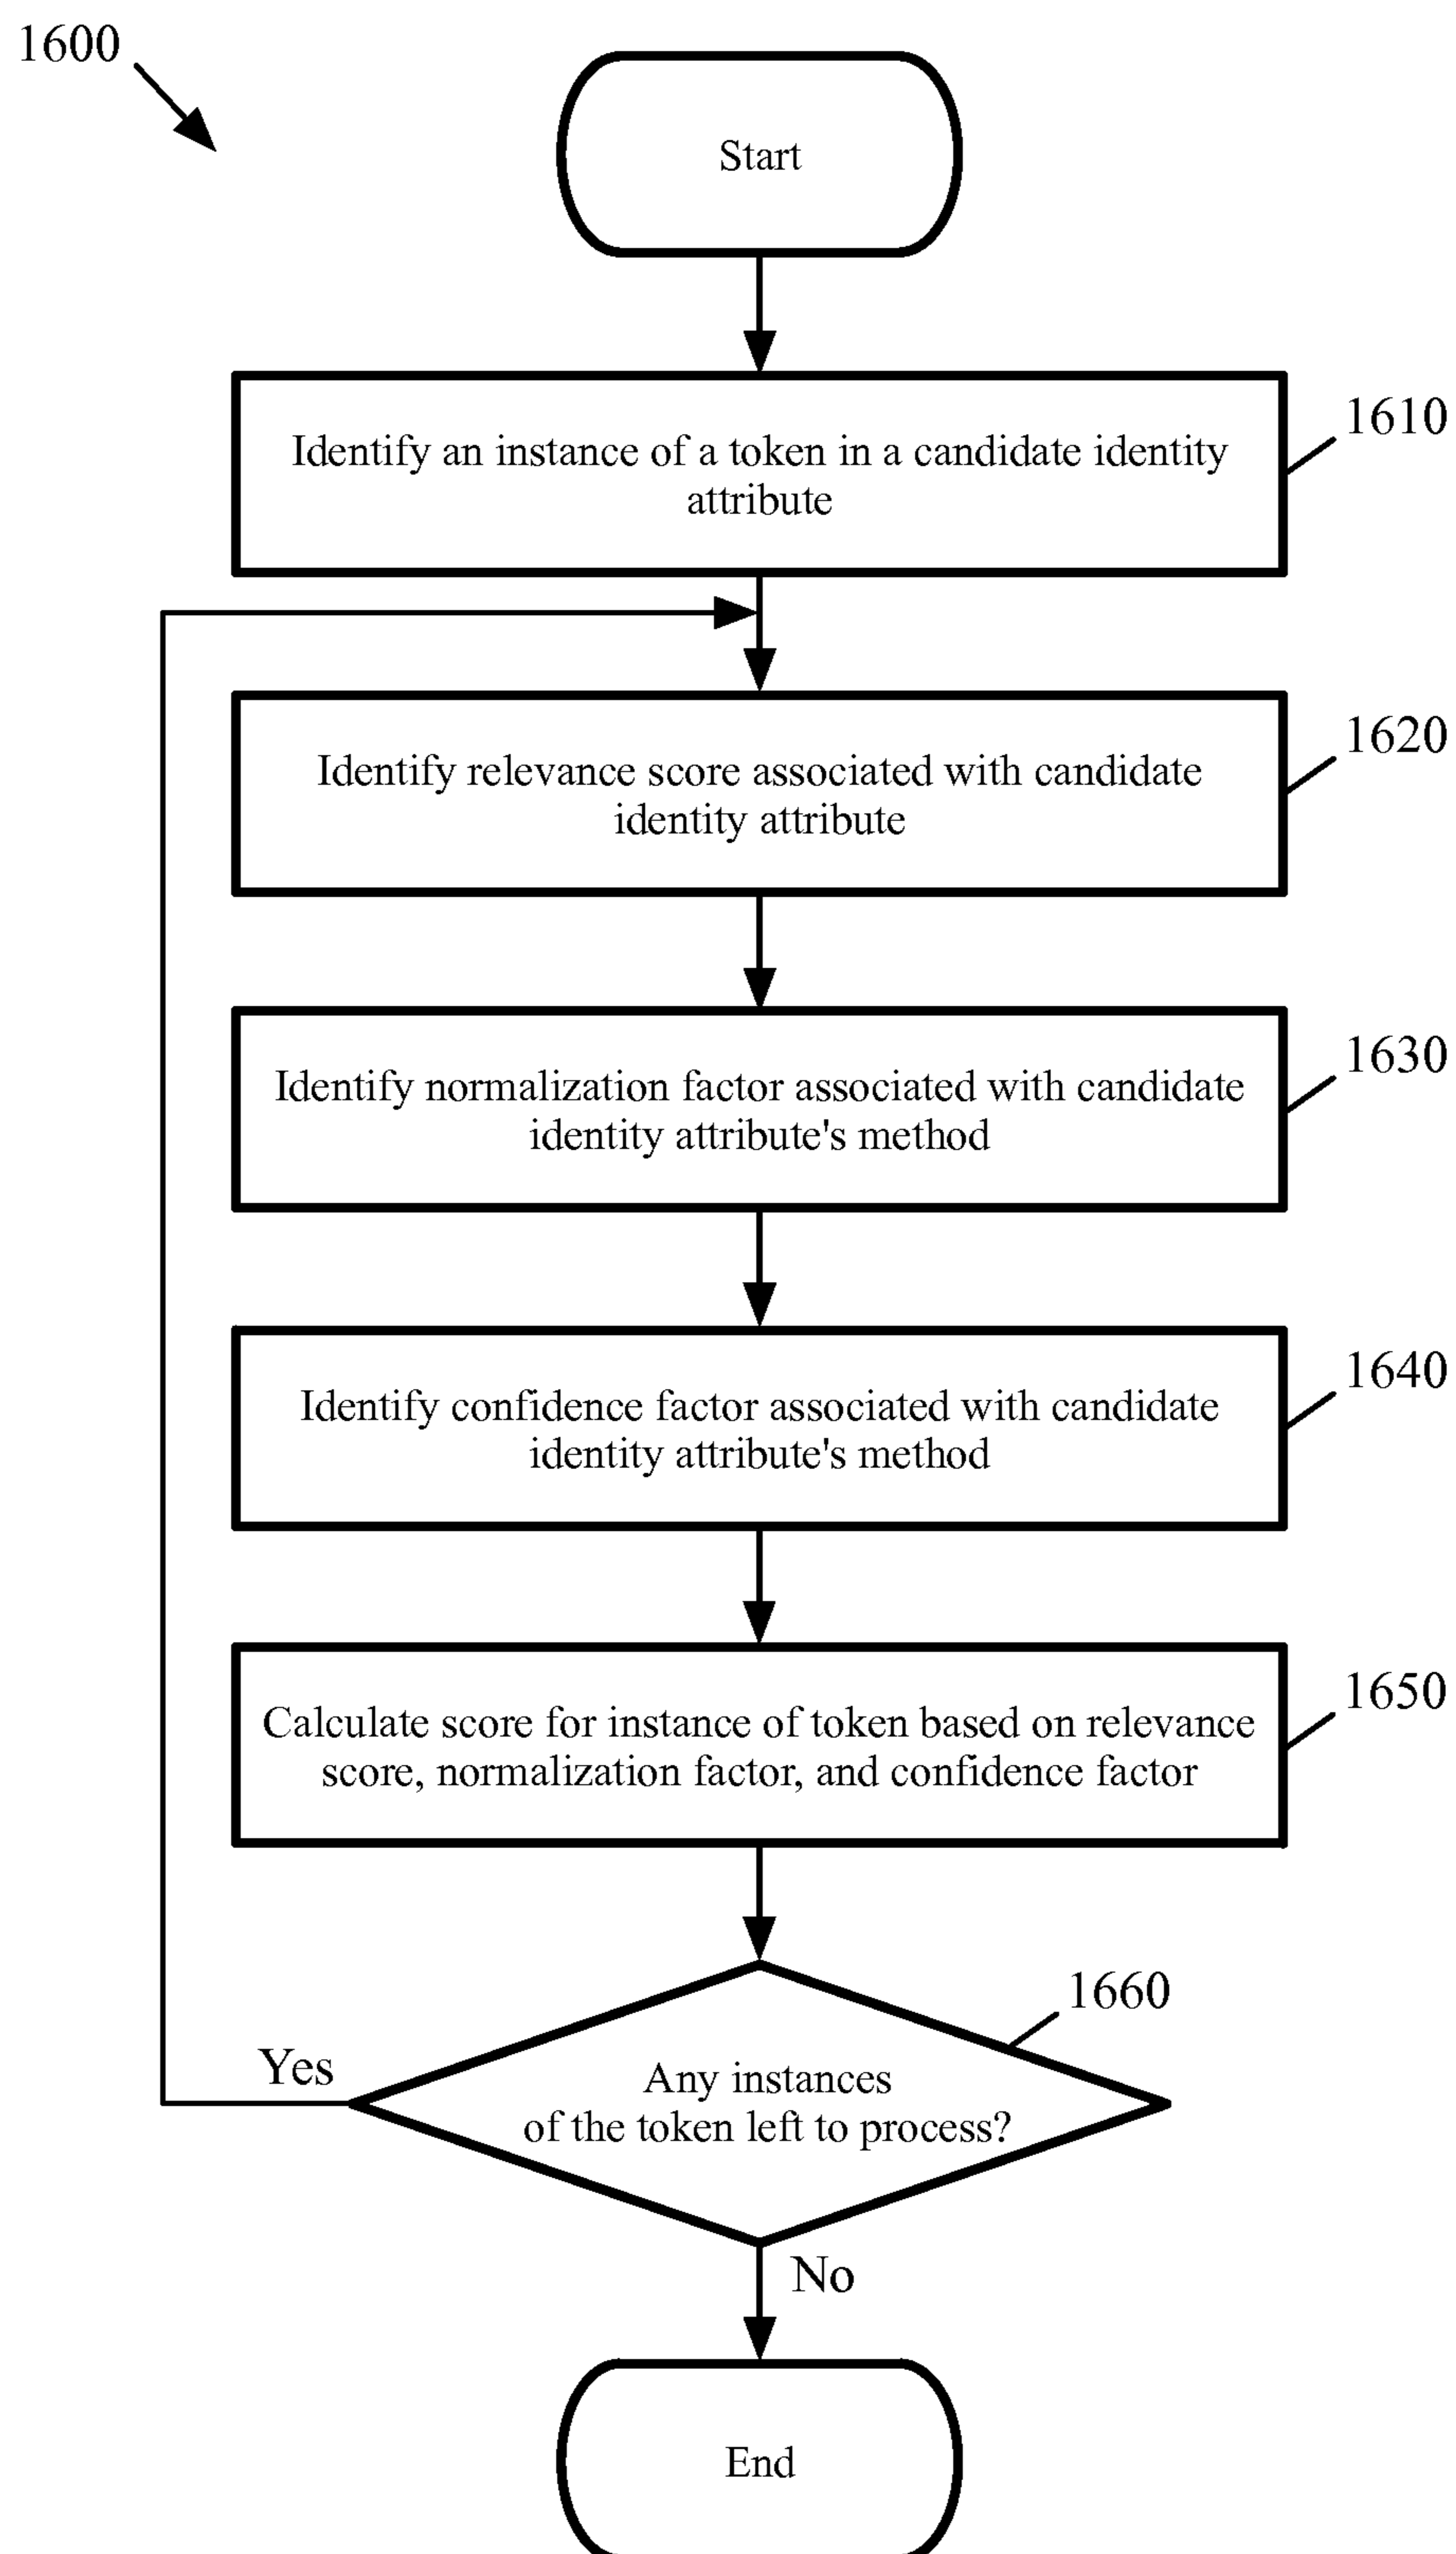 1600
Start
Identify an instance of a token in a candidate identity
attribute
1610
Identify relevance score associated with candidate
identity attribute
1620
Identify normalization factor associated with candidate
identity attribute's method
1630
Identify confidence factor associated with candidate
identity attribute's method
1640
Calculate score for instance of token based on relevance
score, normalization factor, and confidence factor
1650
1660
Any instances
of the token left to process?
Yes
No
End